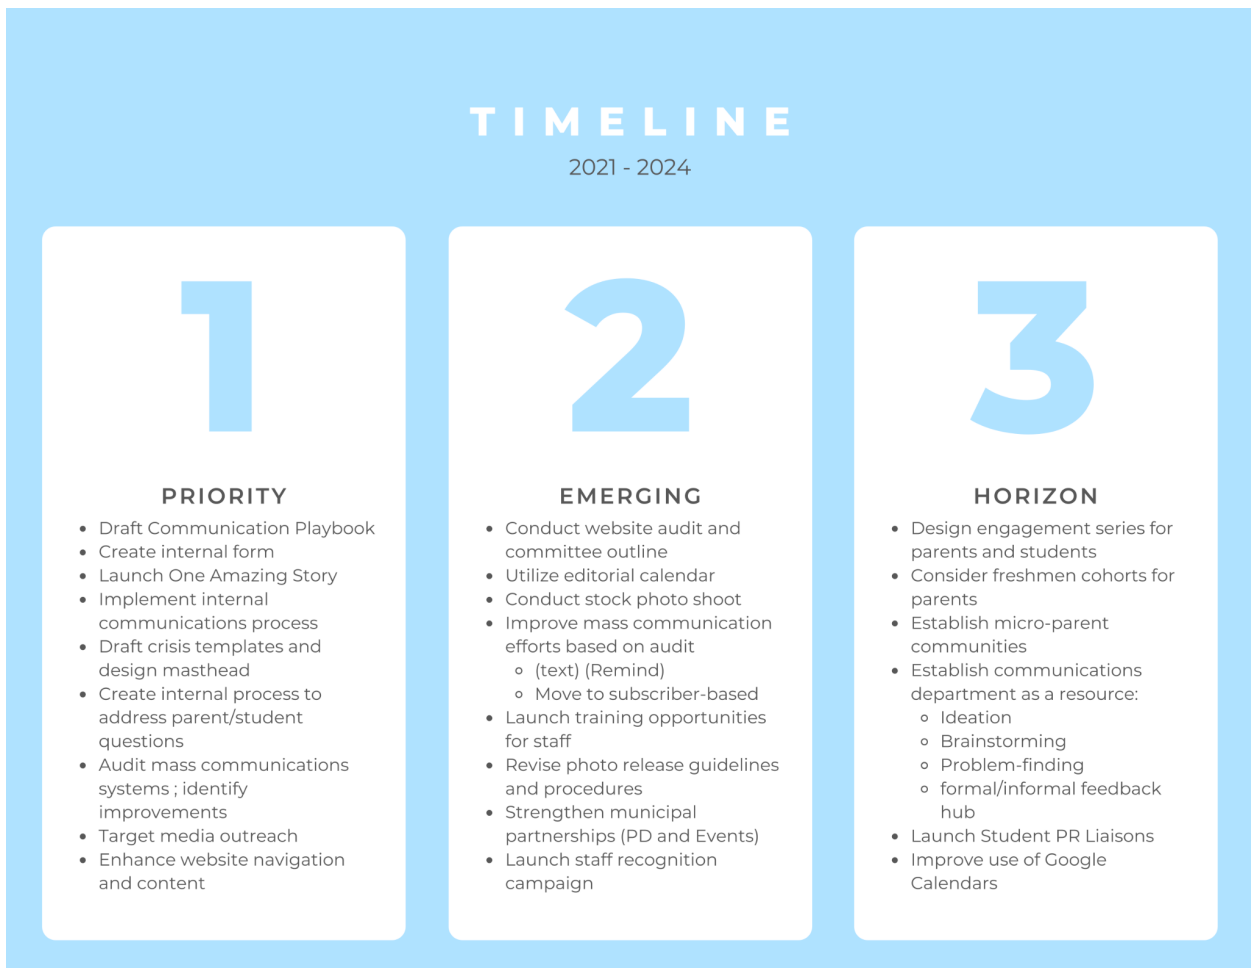 TIMELINE
2021 - 2024
1
PRIORITY
• Draft Communication Playbook
• Create internal form
• Launch One Amazing Story
• Implement internal
communications process
• Draft crisis templates and
design masthead
• Create internal process to
address parent/student
questions
• Audit mass communications
systems ; identify
improvements
• Target media outreach
• Enhance website navigation
and content
2
EMERGING
• Conduct website audit and
committee outline
• Utilize editorial calendar
• Conduct stock photo shoot
• Improve mass communication
efforts based on audit
◦ (text) (Remind)
◦ Move to subscriber-based
• Launch training opportunities
for staff
• Revise photo release guidelines
and procedures
• Strengthen municipal
partnerships (PD and Events)
• Launch staff recognition
campaign
3
HORIZON
• Design engagement series for
parents and students
• Consider freshmen cohorts for
parents
• Establish micro-parent
communities
• Establish communications
department as a resource:
◦ Ideation
◦ Brainstorming
◦ Problem-finding
◦ formal/informal feedback
hub
• Launch Student PR Liaisons
• Improve use of Google
Calendars